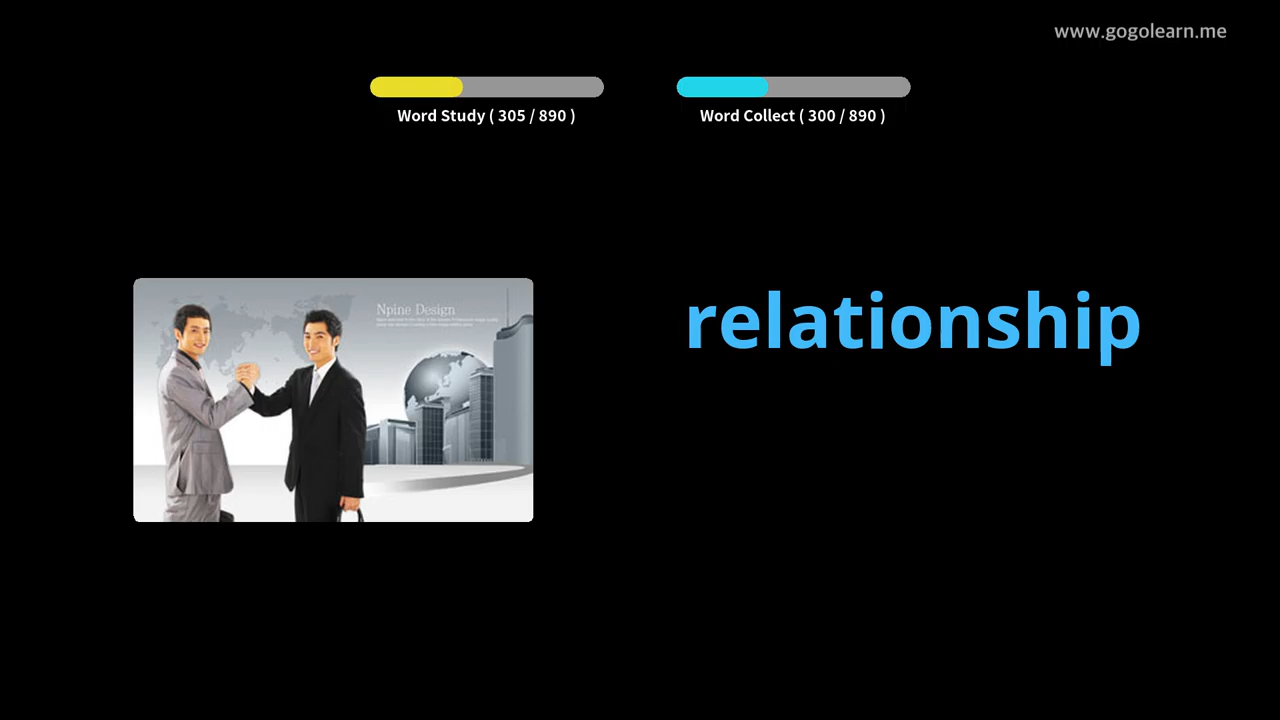 www.gogolearn.me
Word Study ( 305 / 890 )
Word Collect ( 300 / 890 )
Npine Design
relationship